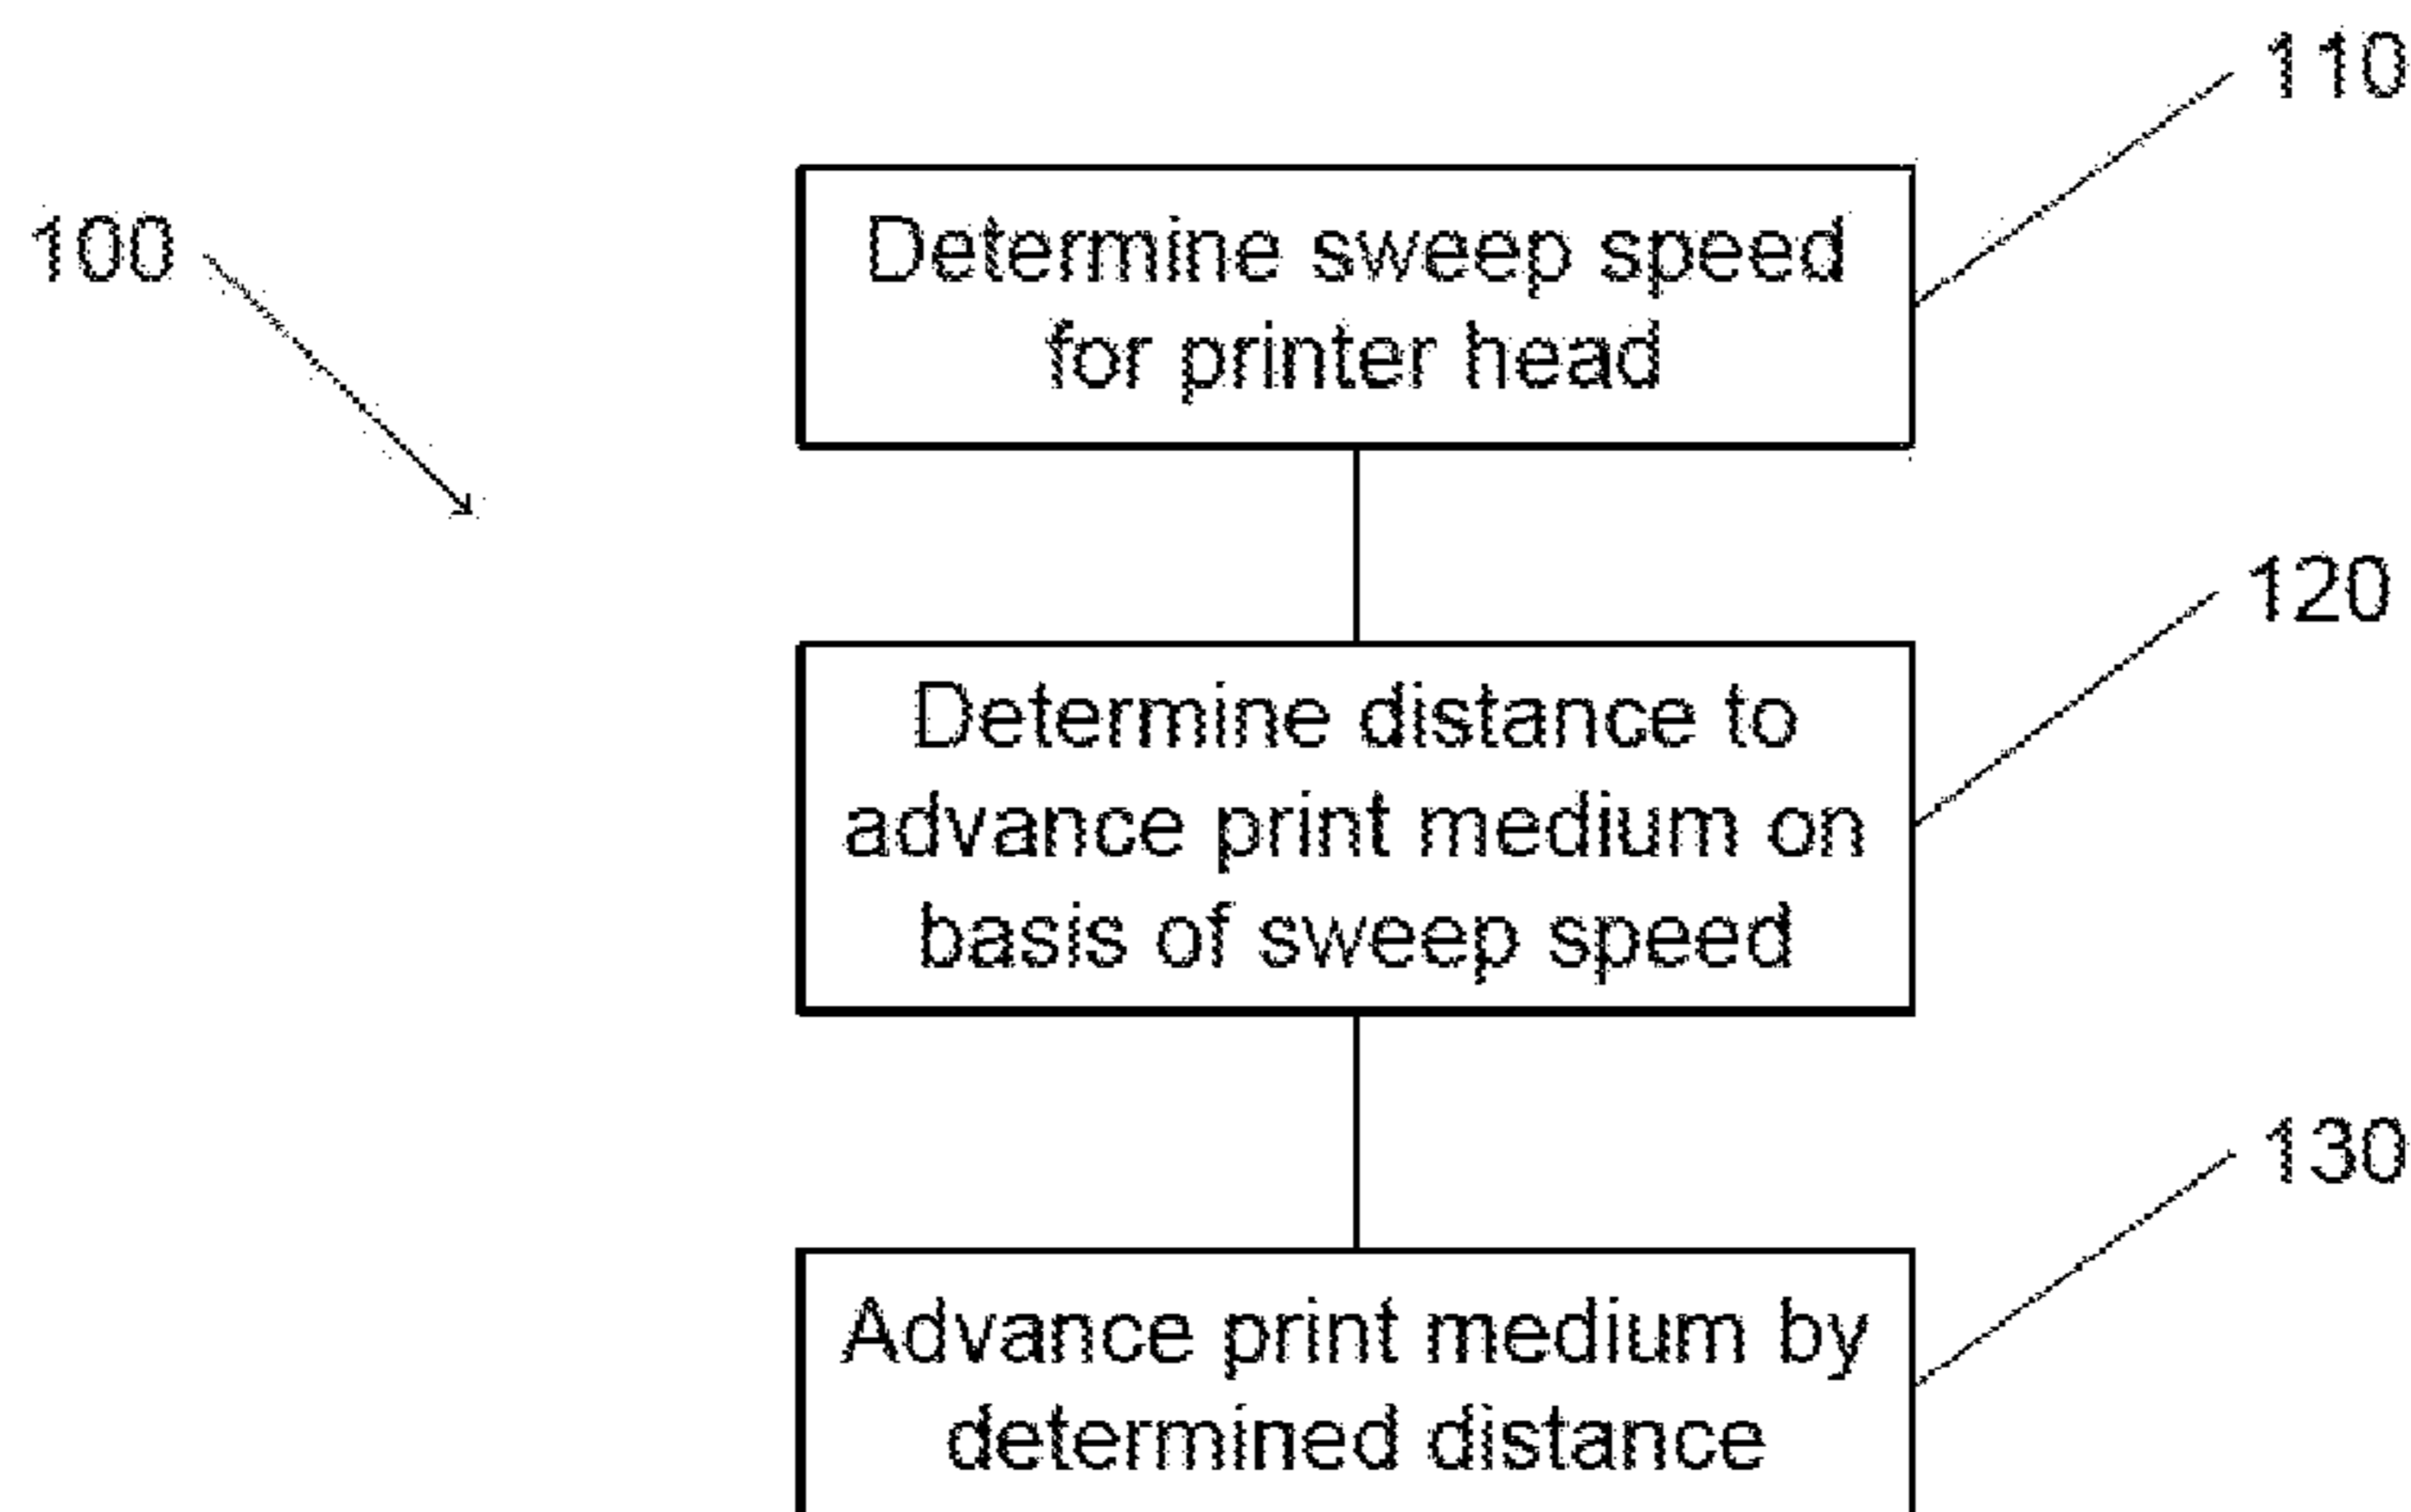 110
100
Determine sweep speed
for printer head
120
Determine distance to
advance print medium on
basis of sweep speed
130
Advance print medium by
determined distance